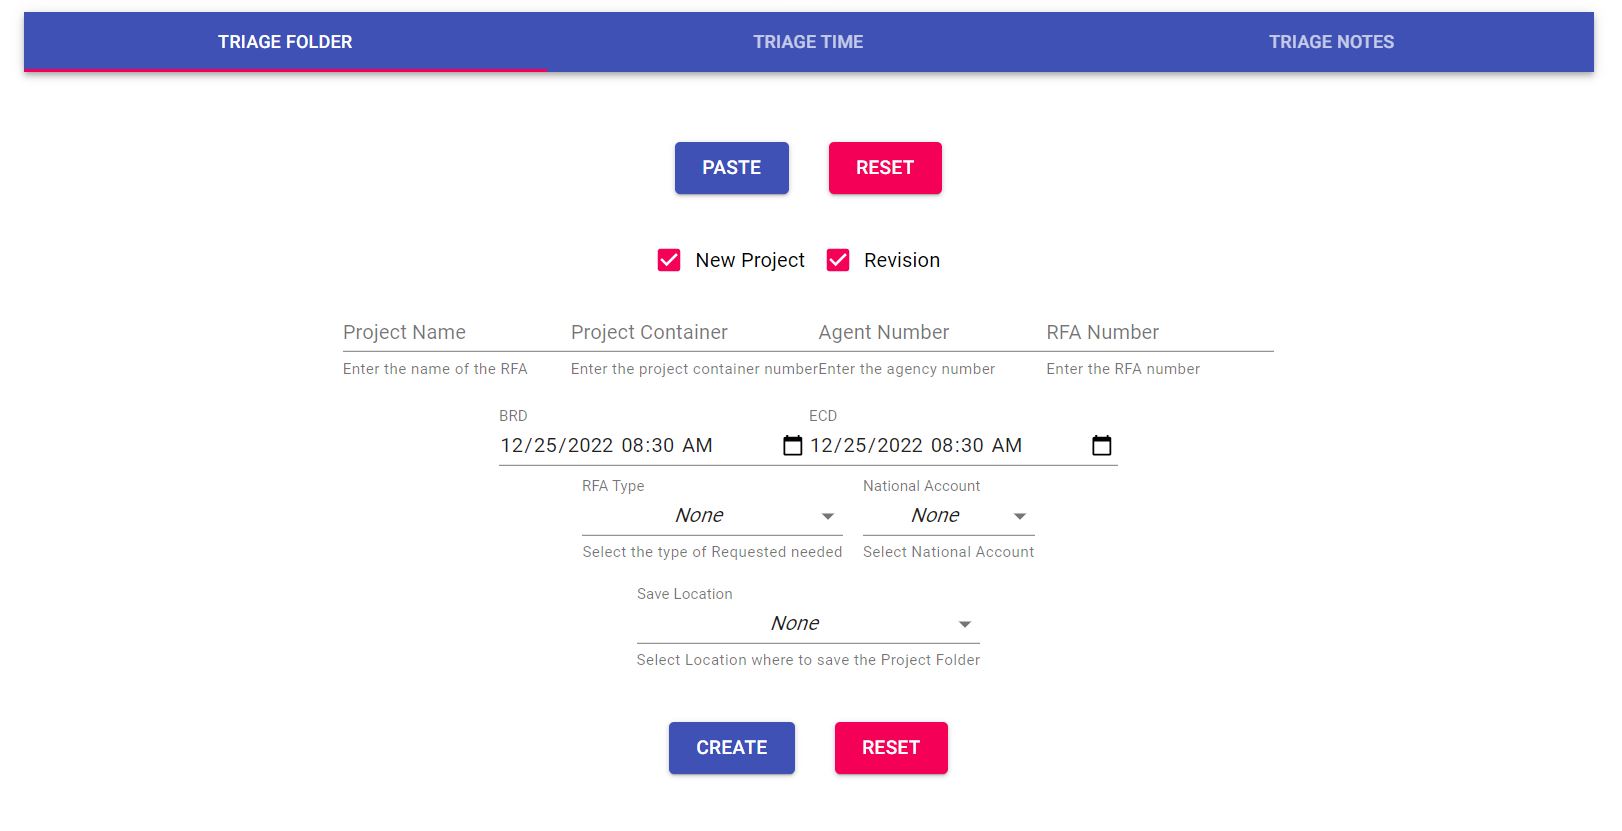 TRIAGE FOLDER TRIAGE TIME TRIAGE NOTES
PASTE RESET
New Project Revision
Project Name Project Container Agent Number RFA Number
Enter the name of the RFA Enter the project container number Enter the agency number Enter the RFA number
BRD ECD
12/25/2022 08:30 AM 12/25/2022 08:30 AM
RFA Type National Account
None None
Select the type of Requested needed Select National Account
Save Location
None
Select Location where to save the Project Folder
CREATE RESET